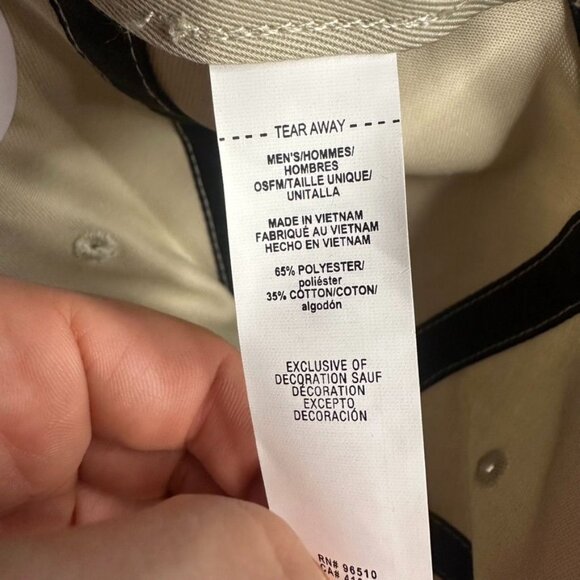 TEAR AWAY
MEN'S/HOMMES/
HOMBRES
OSFM/TAILLE UNIQUE/
UNITALLA
MADE IN VIETNAM
FABRIQUÉ AU VIETNAM
HECHO EN VIETNAM
65% POLYESTER/
poliéster
35% COTTON/COTON/
algodón
EXCLUSIVE OF
DECORATION SAUF
DÉCORATION
EXCEPTO
DECORACIÓN
RN# 96510
CA#